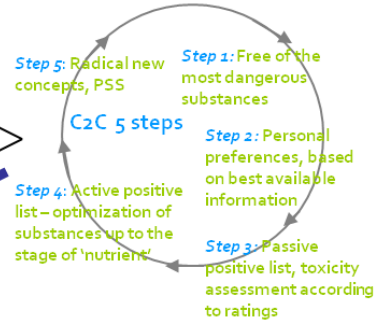 Step 1: Free of the
most dangerous
substances
Step 2: Personal
preferences, based
on best available
information
Step 3: Passive
positive list, toxicity
assessment according
to ratings
Step 4: Active positive
list – optimization of
substances up to the
stage of ‘nutrient’
Step 5: Radical new
concepts, PSS
C2C 5 steps